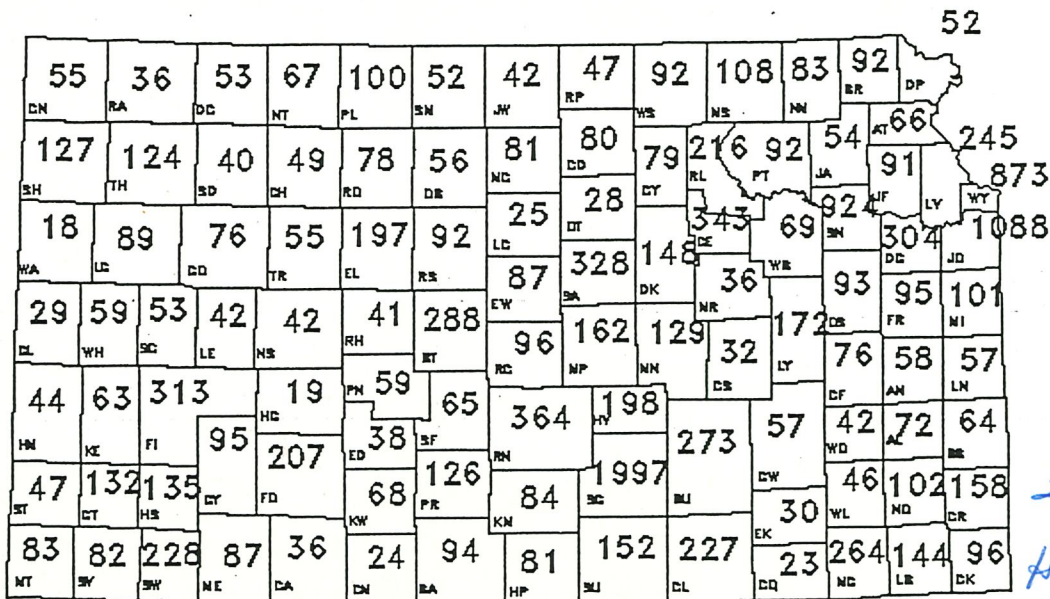 52
55 36 53 67 100 52 42 47 92 108 83 92
CN RA DC NT PL SM JW RP WS MS NM BR DP
127 124 40 49 78 56 81 80 79 216 92 54 66 245
SH TH SD GH RO OB MC CD CY RL PT JA AT
91 873
JF LV WY
18 89 76 55 197 92 25 28 148 343 69 924 304 1088
WA LG GO TR EL RS LC OT DK GE WB SN DG JO
29 59 53 42 42 41 288 87 328 36 93 95 101
GL WH SC LE NS RH BT EW SA MR OS FR MI
96 162 129 32 172 76 58 57
RC MP MN CS LY CF AN LN
44 63 313 19 59 65 364 198 273 57 42 72 64
HM KE FI HG PN SF RN HV BU GW WO AL BB
95 207 38
GY FO ED
47 132 135 68 126 84 1997 30 46 102 158
ST GT HS KW PR KM SG EK WL NO CR
83 82 228 87 36 24 94 81 152 227 23 264 144 96
MT SV SW ME CA CM BA HP SU CL CQ MG LB CK